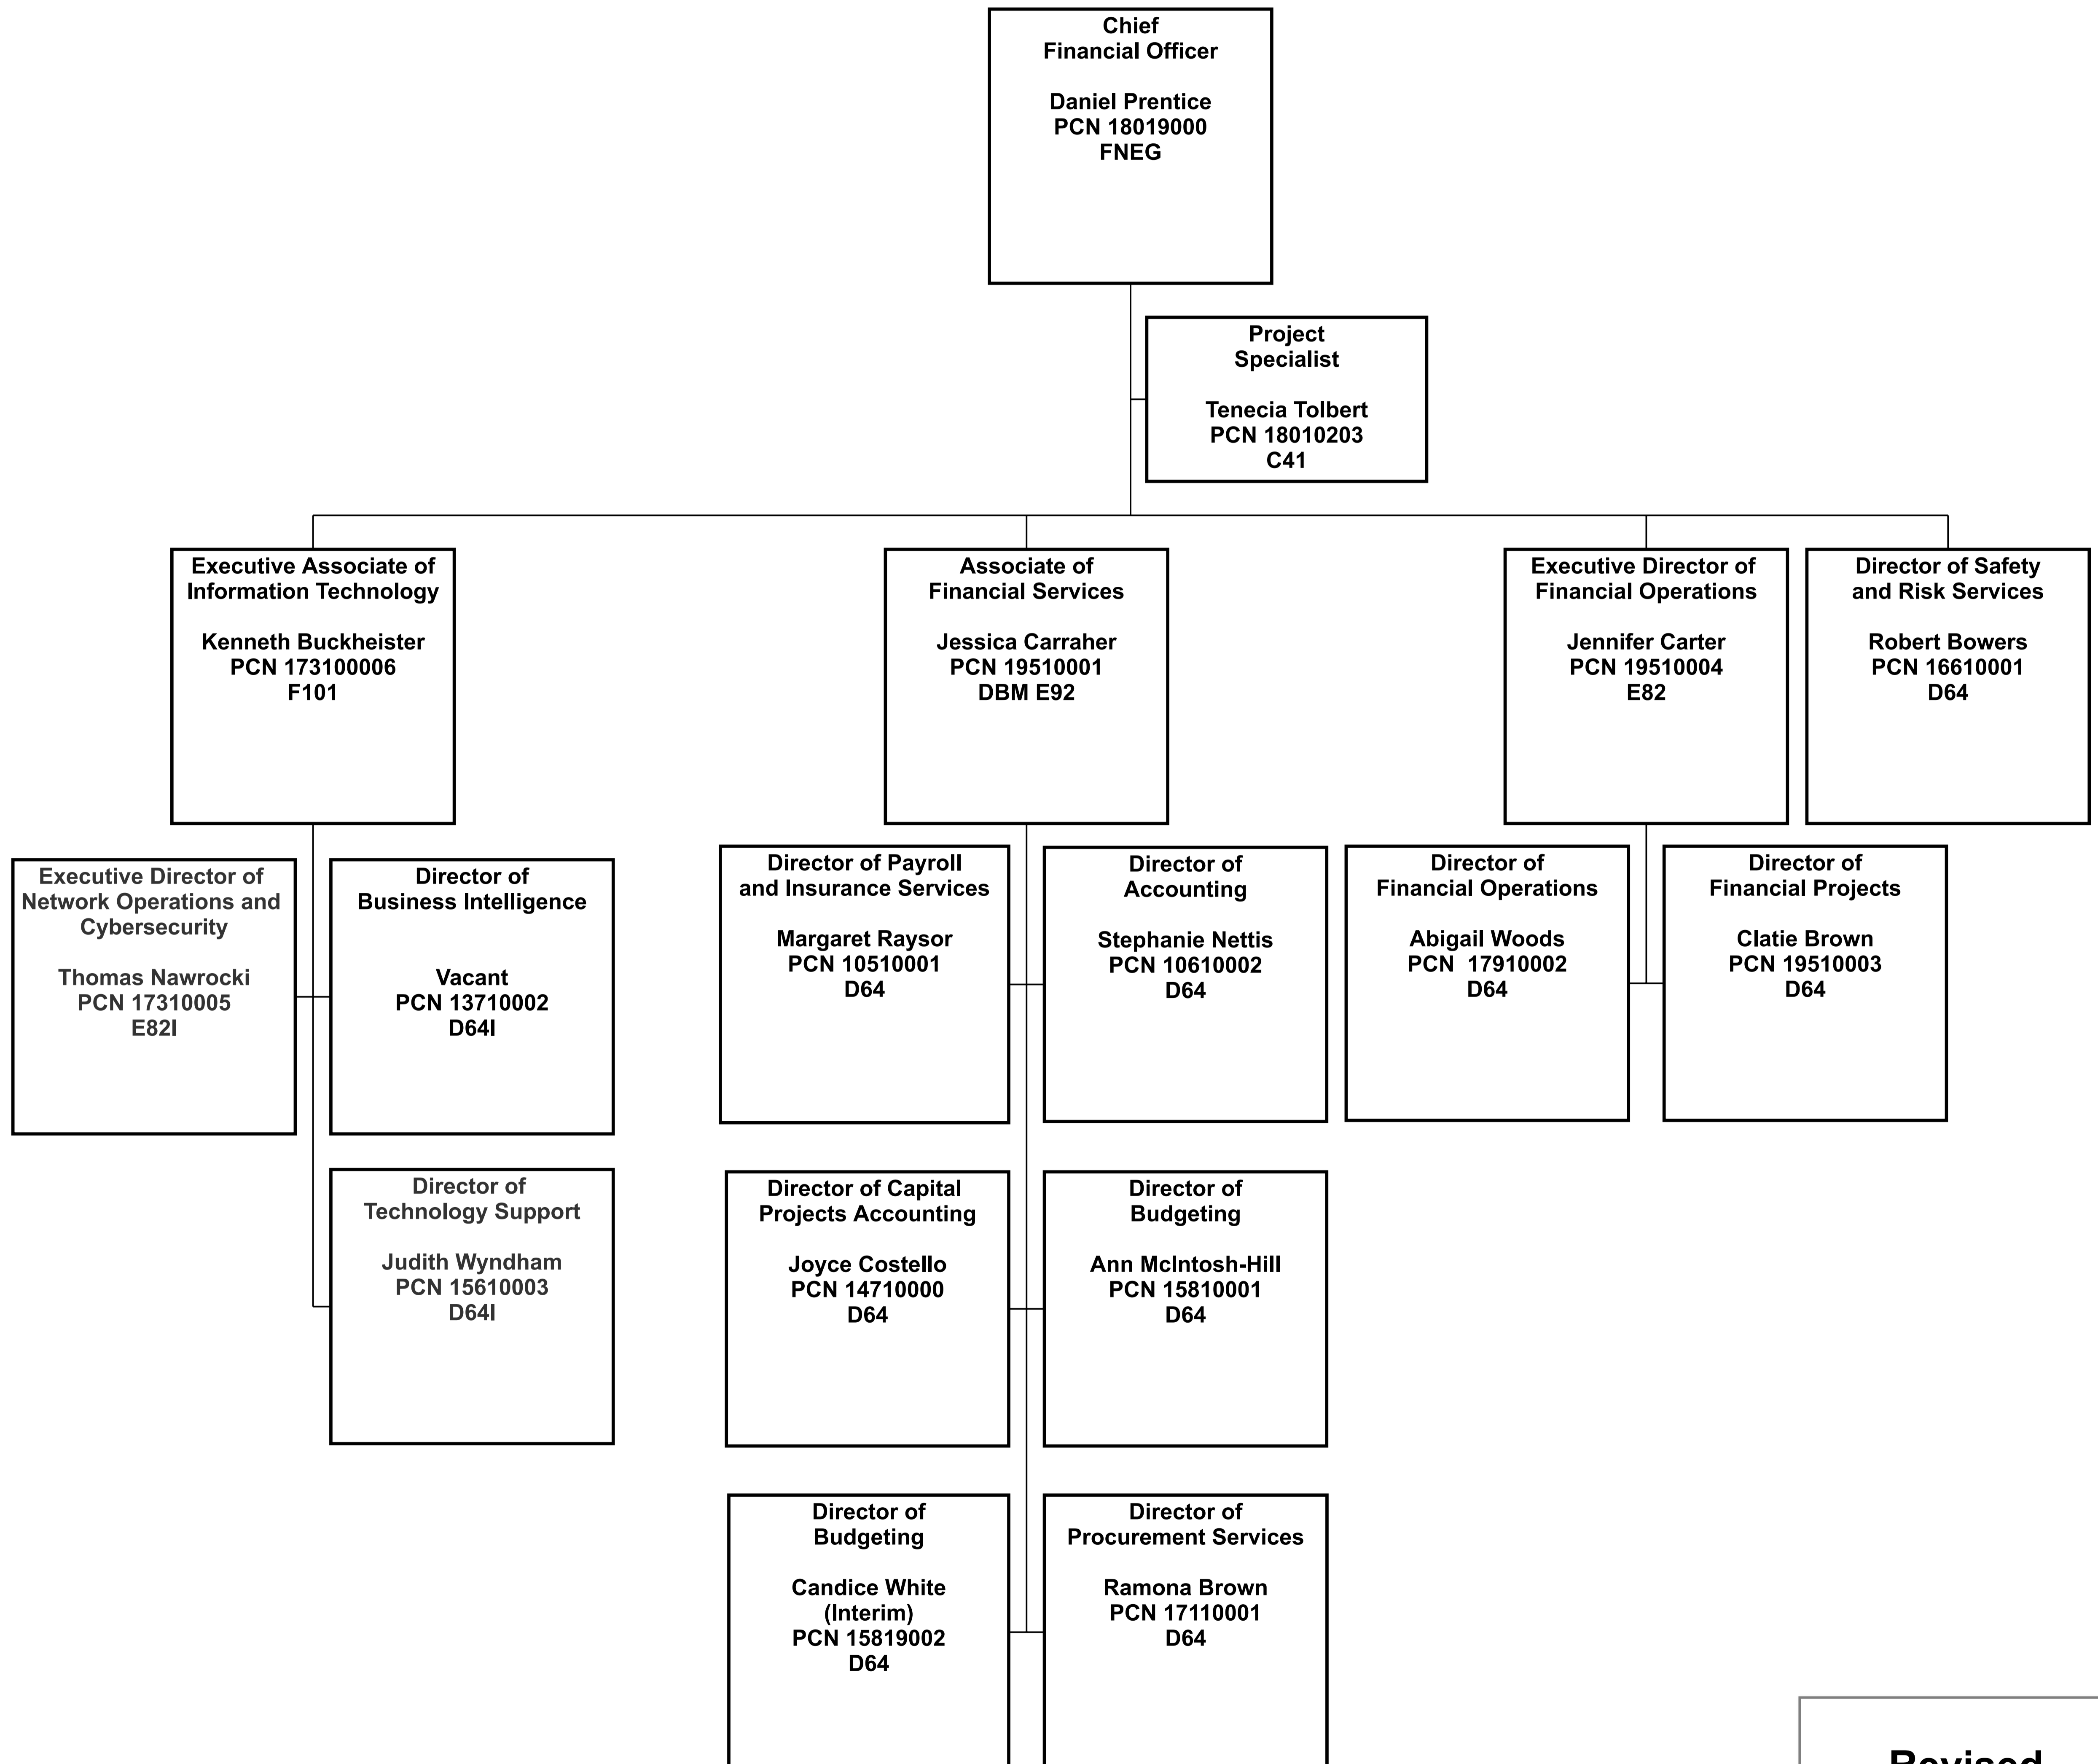 Chief
Financial Officer
Daniel Prentice
PCN 18019000
FNEG
Project
Specialist
Tenecia Tolbert
PCN 18010203
C41
Executive Associate of
Information Technology
Kenneth Buckheister
PCN 173100006
F101
Associate of
Financial Services
Jessica Carraher
PCN 19510001
DBM E92
Executive Director of
Financial Operations
Jennifer Carter
PCN 19510004
E82
Director of Safety
and Risk Services
Robert Bowers
PCN 16610001
D64
Executive Director of
Network Operations and
Cybersecurity
Thomas Nawrocki
PCN 17310005
E82I
Director of
Business Intelligence
Vacant
PCN 13710002
D64I
Director of Payroll
and Insurance Services
Margaret Raysor
PCN 10510001
D64
Director of
Accounting
Stephanie Nettis
PCN 10610002
D64
Director of
Financial Operations
Abigail Woods
PCN  17910002
D64
Director of
Financial Projects
Clatie Brown
PCN 19510003
D64
Director of
Technology Support
Judith Wyndham
PCN 15610003
D64I
Director of Capital
Projects Accounting
Joyce Costello
PCN 14710000
D64
Director of
Budgeting
Ann McIntosh-Hill
PCN 15810001
D64
Director of
Budgeting
Candice White
(Interim)
PCN 15819002
D64
Director of
Procurement Services
Ramona Brown
PCN 17110001
D64
Revised